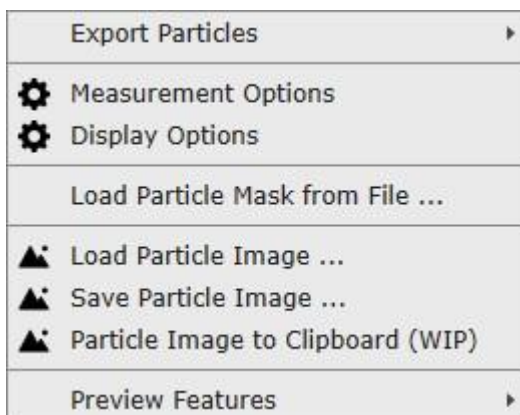 Export Particles
Measurement Options
Display Options
Load Particle Mask from File ...
Load Particle Image ...
Save Particle Image ...
Particle Image to Clipboard (WIP)
Preview Features